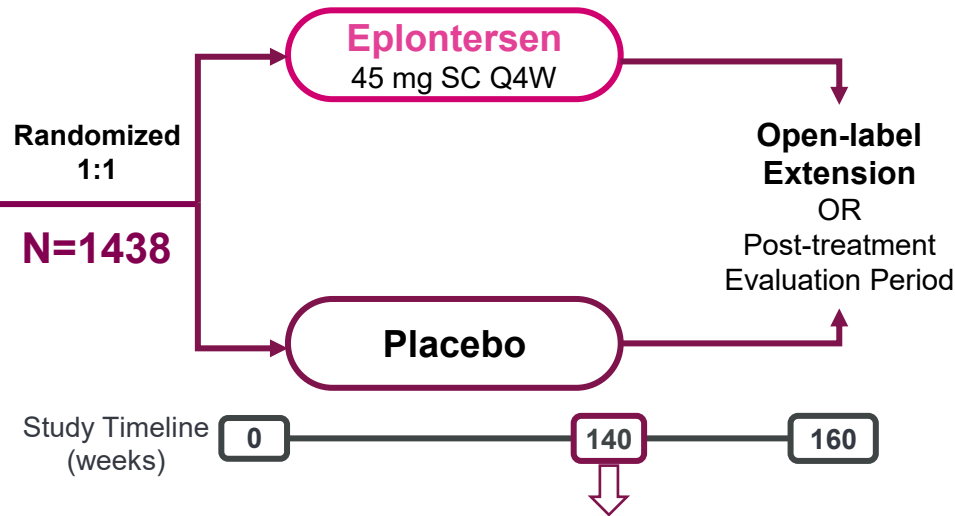 Eplontersen
45 mg SC Q4W
Randomized
1:1
N=1438
Open-label
Extension
OR
Post-treatment
Evaluation Period
Placebo
Study Timeline
(weeks)
0
140
160